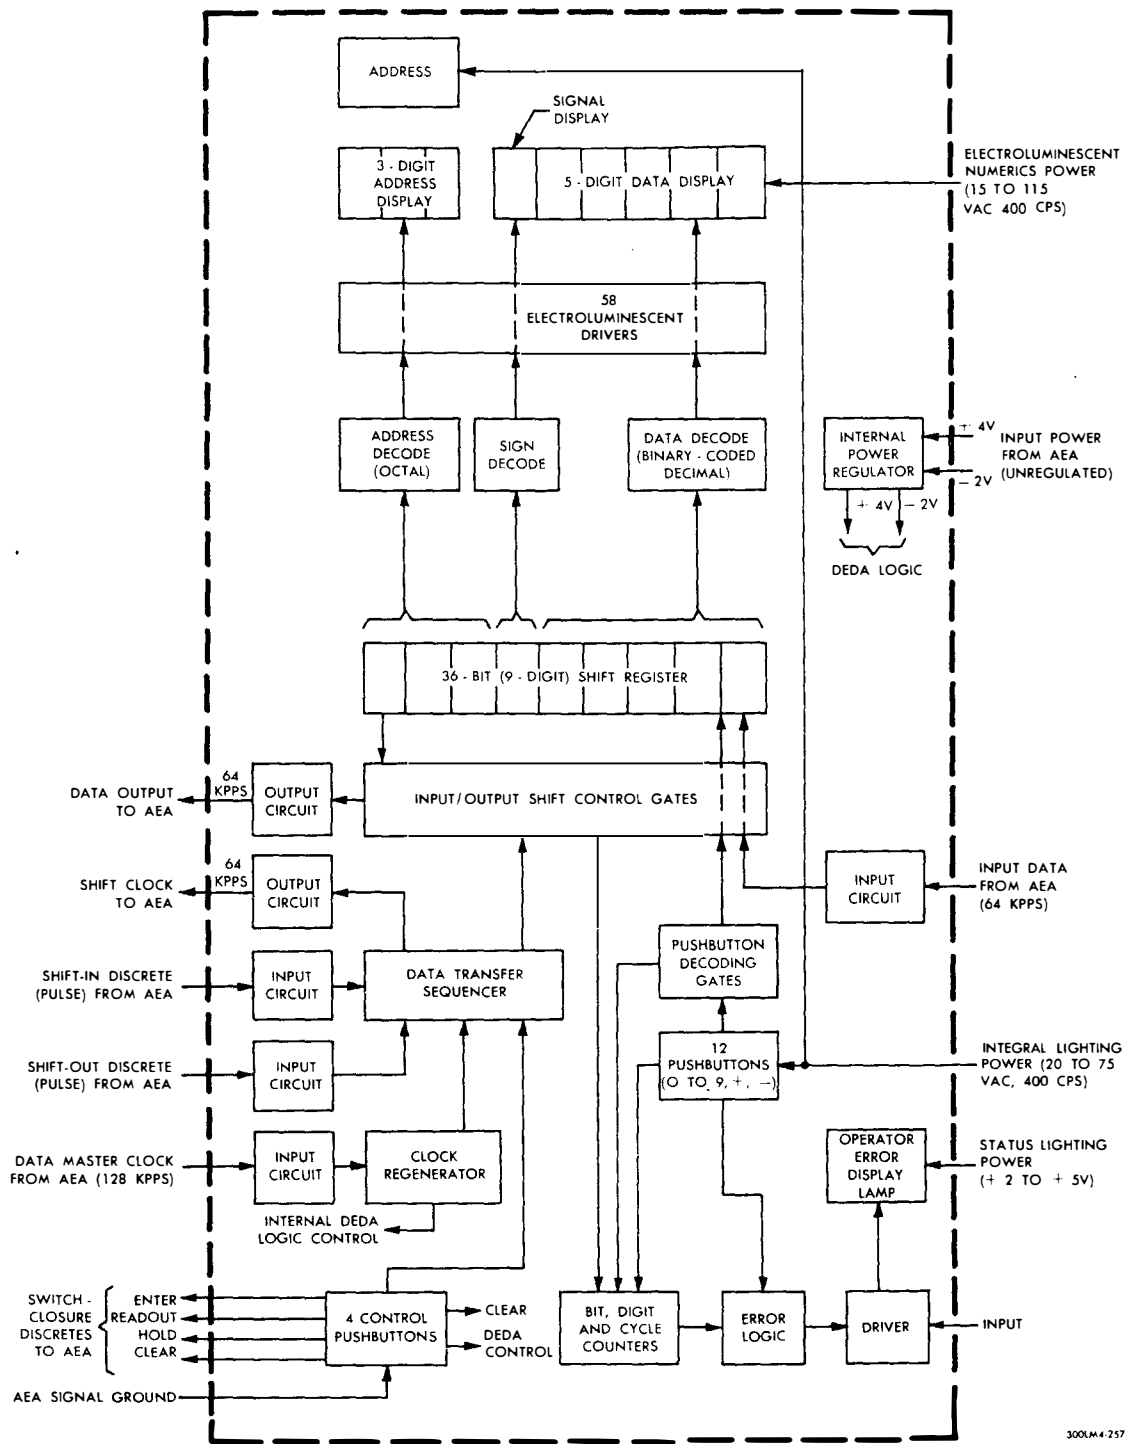 ADDRESS
SIGNAL
DISPLAY
3 - DIGIT
ADDRESS
DISPLAY
5 - DIGIT DATA DISPLAY
ELECTROLUMINESCENT
NUMERICS POWER
(15 TO 115
VAC 400 CPS)
58
ELECTROLUMINESCENT
DRIVERS
ADDRESS
DECODE
(OCTAL)
SIGN
DECODE
DATA DECODE
(BINARY - CODED
DECIMAL)
INTERNAL
POWER
REGULATOR
+ 4V
- 2V
INPUT POWER
FROM AEA
(UNREGULATED)
+ 4V
- 2V
DEDA LOGIC
36 - BIT (9 - DIGIT) SHIFT REGISTER
DATA OUTPUT
TO AEA
64
KPPS
OUTPUT
CIRCUIT
INPUT/OUTPUT SHIFT CONTROL GATES
SHIFT CLOCK
TO AEA
64
KPPS
OUTPUT
CIRCUIT
INPUT
CIRCUIT
INPUT DATA
FROM AEA
(64 KPPS)
PUSHBUTTON
DECODING
GATES
SHIFT-IN DISCRETE
(PULSE) FROM AEA
INPUT
CIRCUIT
DATA TRANSFER
SEQUENCER
SHIFT-OUT DISCRETE
(PULSE) FROM AEA
INPUT
CIRCUIT
12
PUSHBUTTONS
(O TO 9, +, -)
INTEGRAL LIGHTING
POWER (20 TO 75
VAC, 400 CPS)
DATA MASTER CLOCK
FROM AEA (128 KPPS)
INPUT
CIRCUIT
CLOCK
REGENERATOR
OPERATOR
ERROR
DISPLAY
LAMP
STATUS LIGHTING
POWER
(+ 2 TO + 5V)
INTERNAL DEDA
LOGIC CONTROL
SWITCH -
CLOSURE
DISCRETES
TO AEA
ENTER
READOUT
HOLD
CLEAR
4 CONTROL
PUSHBUTTONS
CLEAR
DEDA
CONTROL
BIT, DIGIT
AND CYCLE
COUNTERS
ERROR
LOGIC
DRIVER
INPUT
AEA SIGNAL GROUND
300LM4-257